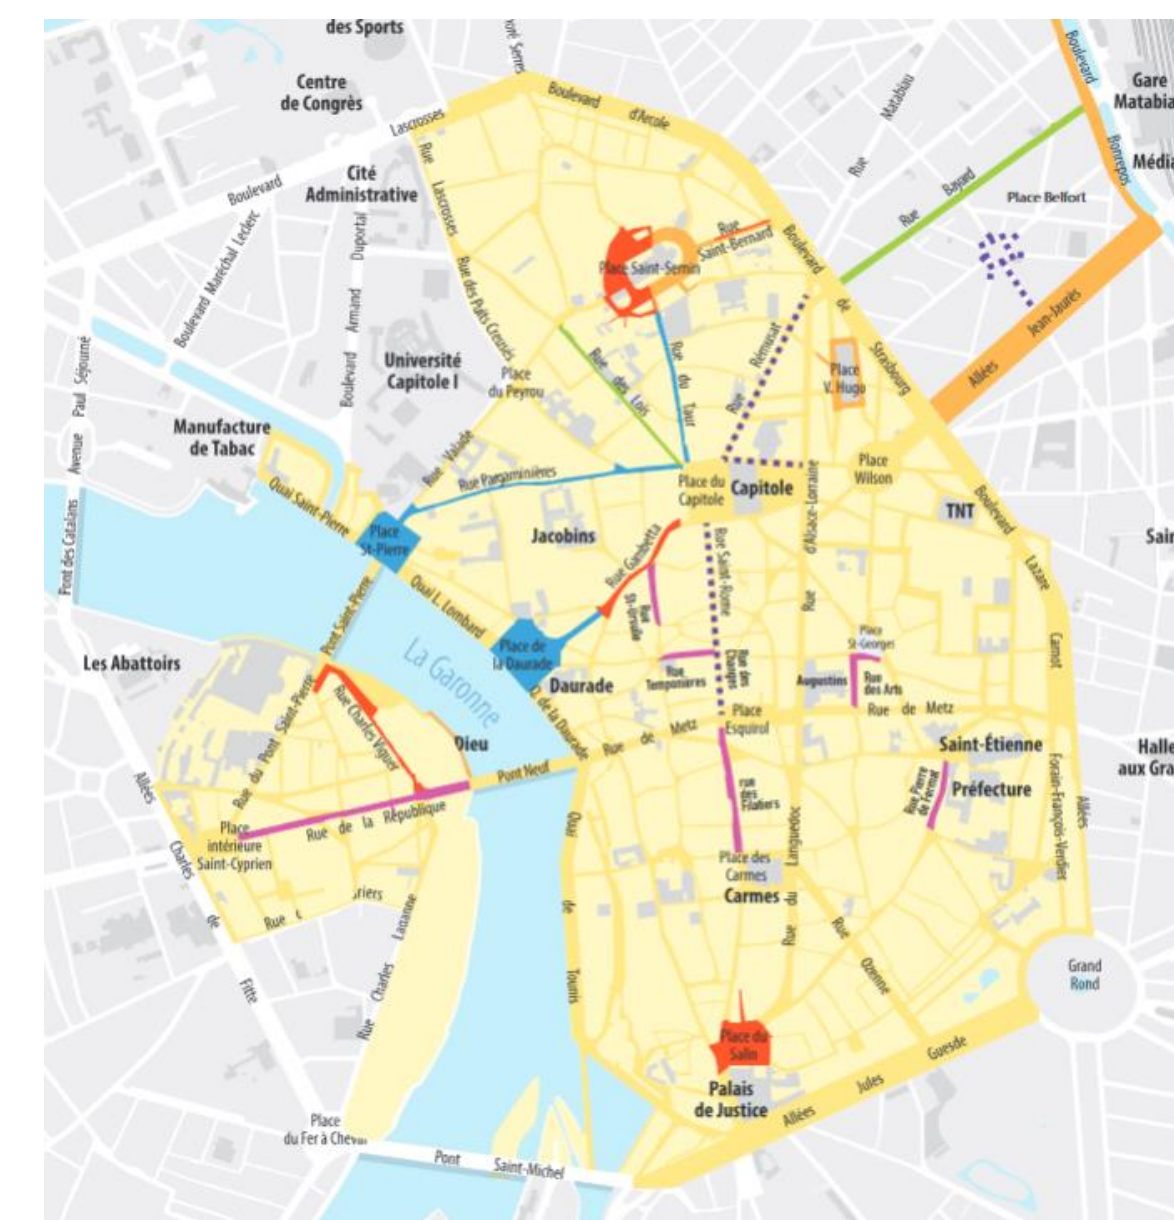 des Sports
Centre
de Congrès
Lascrosses
Boulevard
d'Arcole
Boulevard
Gare
Matabia
Matabiau
Rue
Bonrepos
Média
Cité
Administrative
Boulevard
Rue
Lascrosses
Rue
Bayard
Place Belfort
Boulevard Maréchal Leclerc
Boulevard Armand Duportal
Rue
Saint-Bernard
Place Saint-Sernin
Boulevard
de
Strasbourg
Rue des Puits Creusés
Jean-Jaurès
Allées
Avenue Paul Séjourné
Université
Capitole I
Place
du Peyrou
Rue des Lois
Rue du Taur
Rue Rémusat
Place
V. Hugo
Manufacture
de Tabac
Rue Valade
Rue Pargaminières
Place du
Capitole
Capitole
Place
Wilson
Quai Saint-Pierre
Place
St-Pierre
Jacobins
TNT
Boulevard
Lazare
Carnot
Pont des Catalans
Rue Gambetta
Rue Saint-Rome
Rue d'Alsace-Lorraine
Sain
Quai L. Lombard
Pont Saint-Pierre
Rue
St-Ursule
Place
St-Georges
La Garonne
Place de
la Daurade
Daurade
Les Abattoirs
Rue
Temponières
Rue des
Changes
Augustins
Rue
des Arts
Q. de la Daurade
Rue de Metz
Place
Esquirol
Rue de Metz
Rue du Pont Saint-Pierre
Rue Charles Viguer
Dieu
Pont Neuf
Saint-Étienne
Préfecture
Rue Pierre
de Fermat
Halle
aux Gra
rue
des
Filatiers
Allées
Forain-François-Verdier
Allées
Charles
de
Fitte
Place
intérieure
Saint-Cyprien
Rue de la République
Place des
Carmes
Carmes
Rue du Languedoc
Quai
de
Tounis
Rue
Rue Charles
Rue
Ozenne
Grand
Rond
Place du
Salin
Palais
de Justice
Allées
Jules
Guesde
Place
du Fer à Cheval
Pont
Saint-Michel